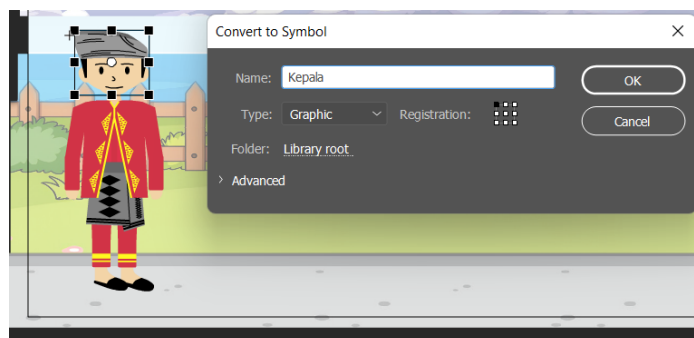 Convert to Symbol
Name: Kepala
OK
Type: Graphic Registration:
Cancel
Folder: Library root
Advanced